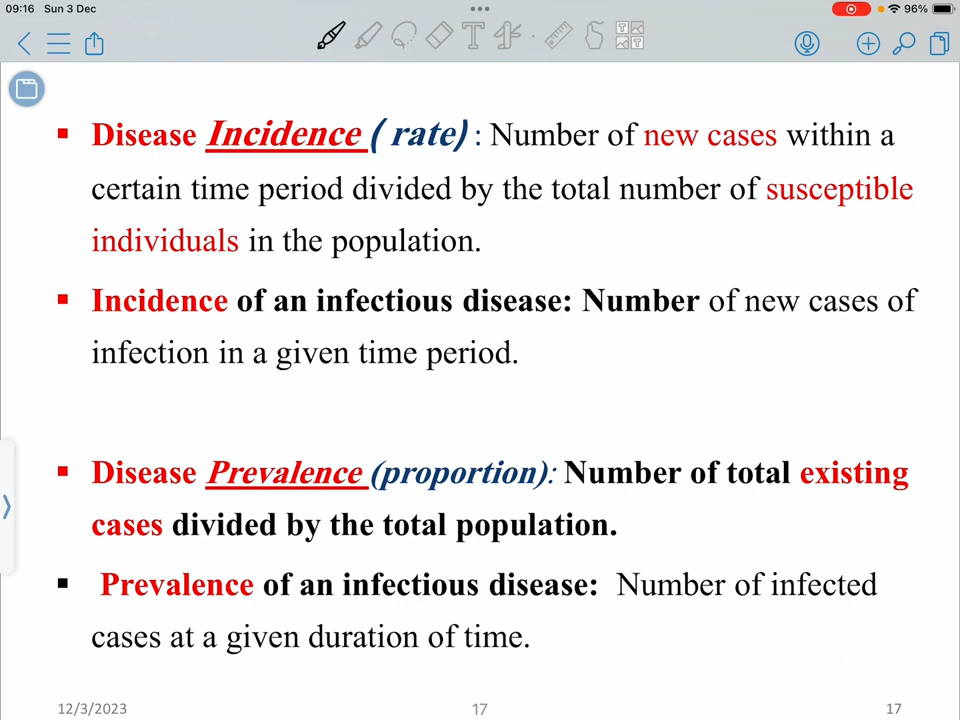 09:16 Sun 3 Dec 96%
▪ Disease Incidence ( rate) : Number of new cases within a
certain time period divided by the total number of susceptible
individuals in the population.
▪ Incidence of an infectious disease: Number of new cases of
infection in a given time period.
▪ Disease Prevalence (proportion): Number of total existing
cases divided by the total population.
▪ Prevalence of an infectious disease: Number of infected
cases at a given duration of time.
12/3/2023 17 17